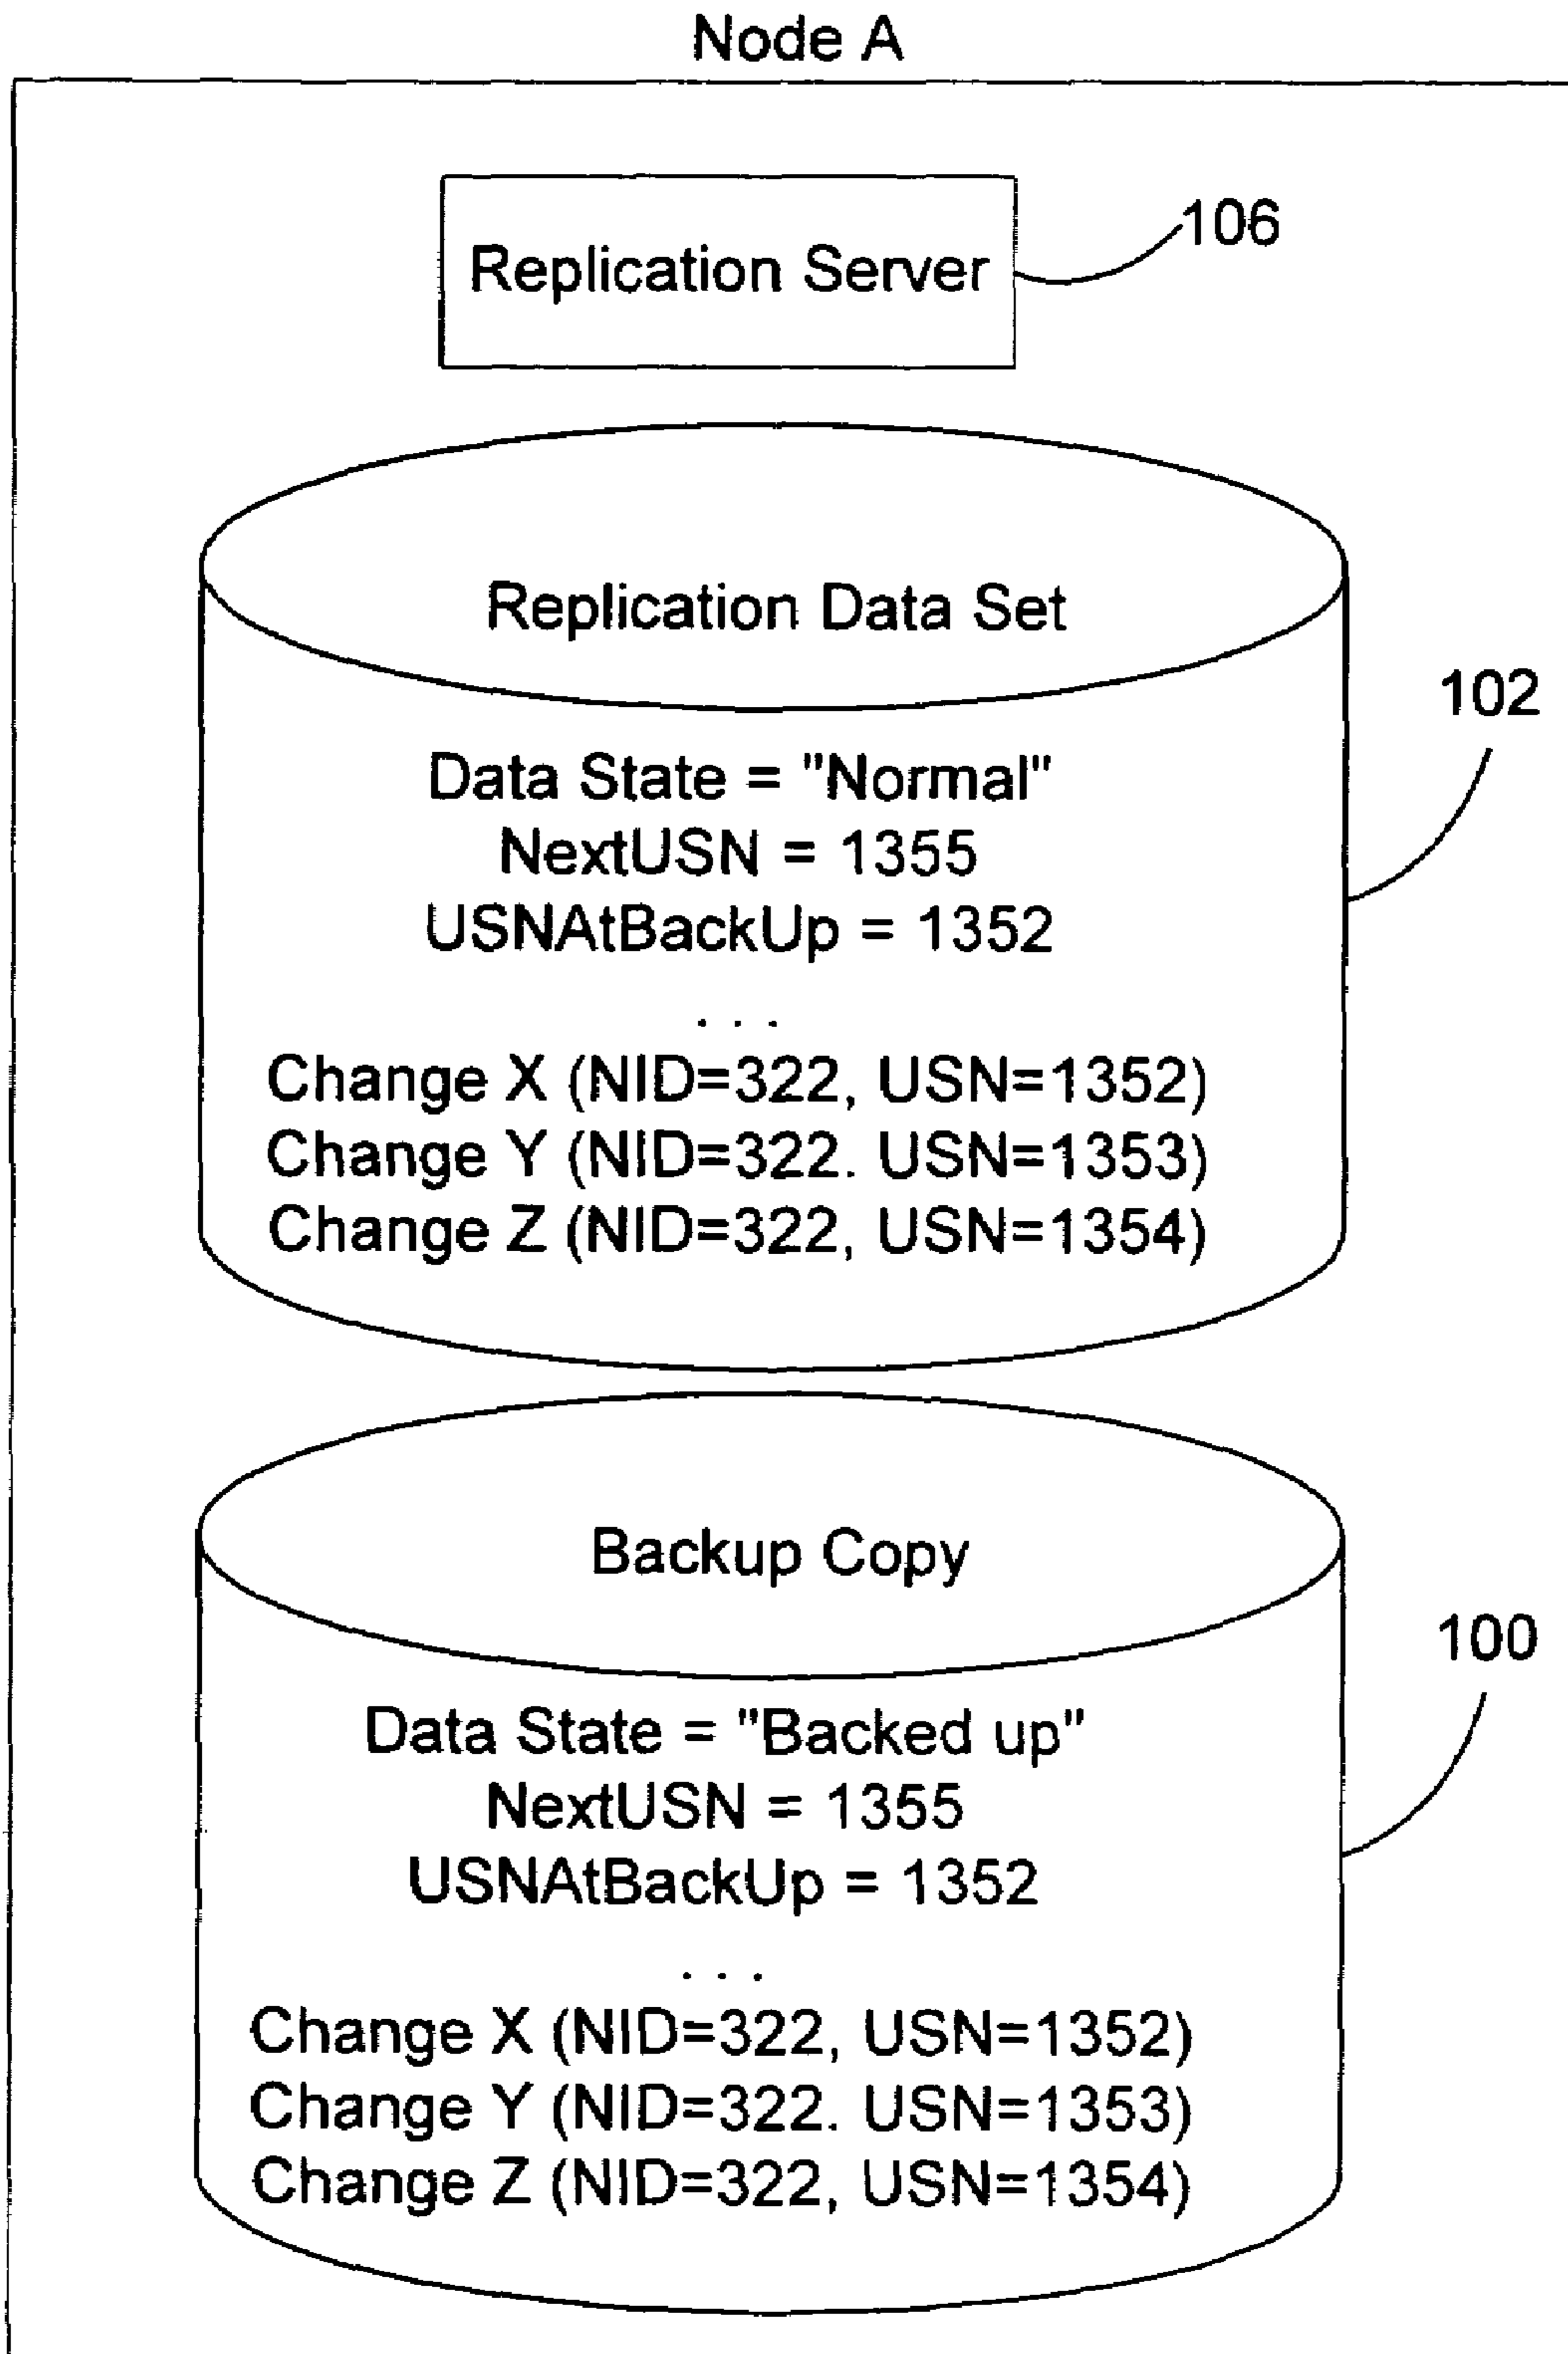 Node A
Replication Server
106
Replication Data Set
102
Data State = "Normal"
NextUSN = 1355
USNAtBackUp = 1352
. . .
Change X (NID=322, USN=1352)
Change Y (NID=322. USN=1353)
Change Z (NID=322, USN=1354)
Backup Copy
100
Data State = "Backed up"
NextUSN = 1355
USNAtBackUp = 1352
. . .
Change X (NID=322, USN=1352)
Change Y (NID=322. USN=1353)
Change Z (NID=322, USN=1354)